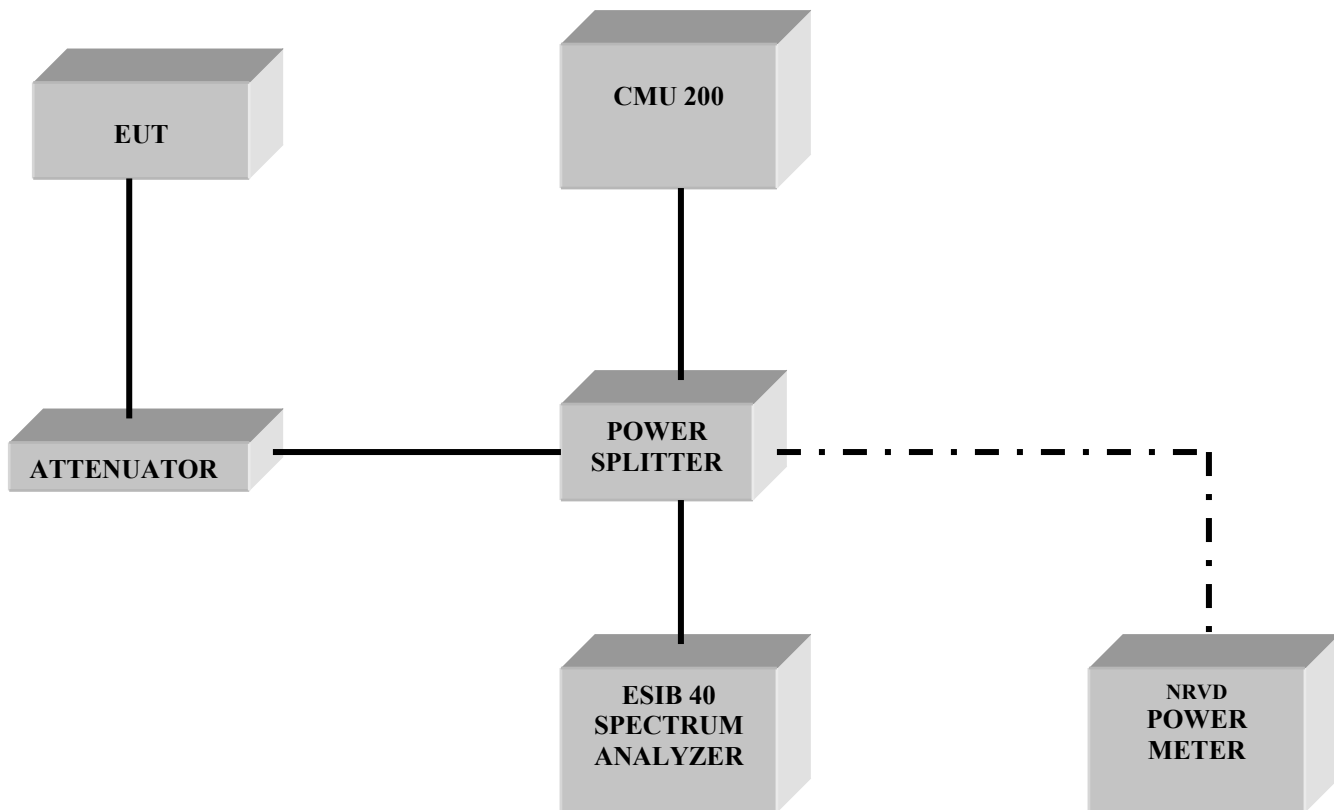 EUT
CMU 200
ATTENUATOR
POWER
SPLITTER
ESIB 40
SPECTRUM
ANALYZER
NRVD
POWER
METER